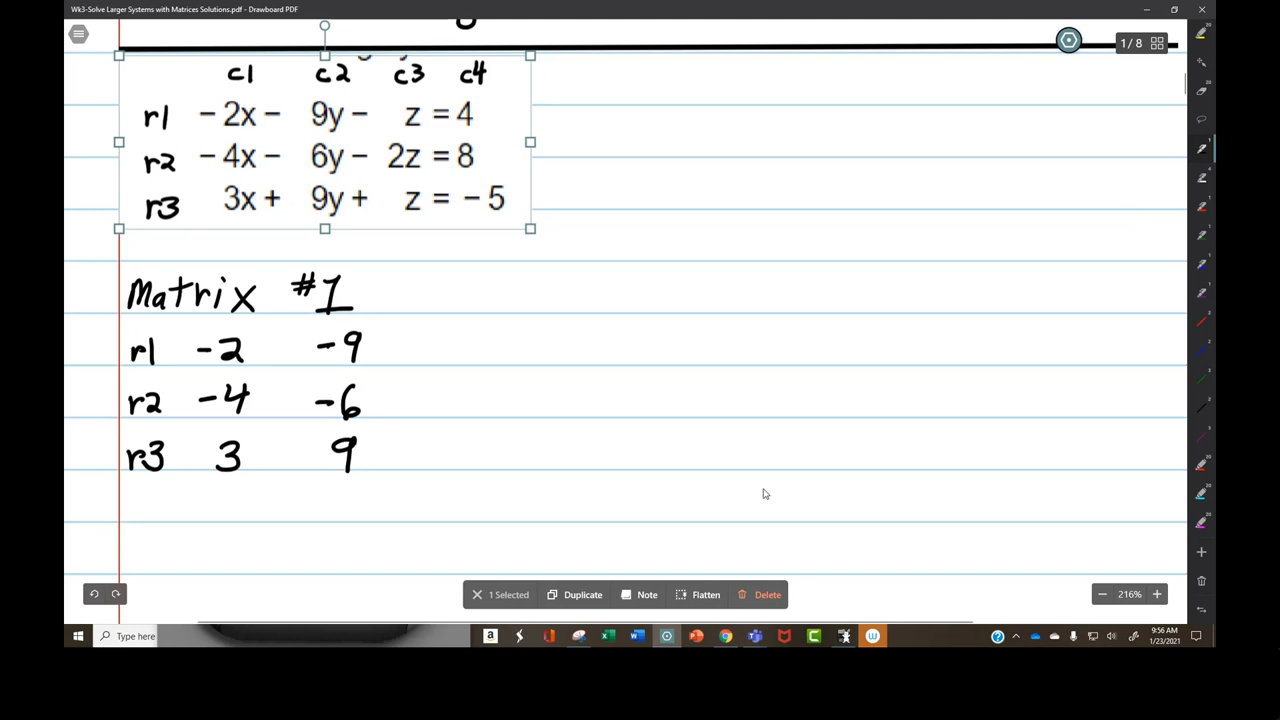 Wk3-Solve Larger Systems with Matrices Solutions.pdf - Drawboard PDF
1/8
c1 c2 c3 c4
r1 - 2x - 9y - z = 4
r2 - 4x - 6y - 2z = 8
r3 3x + 9y + z = - 5
Matrix #1
r1 -2 -9
r2 -4 -6
r3 3 9
1 Selected Duplicate Note Flatten Delete
216%
Type here
9:56 AM
1/23/2021